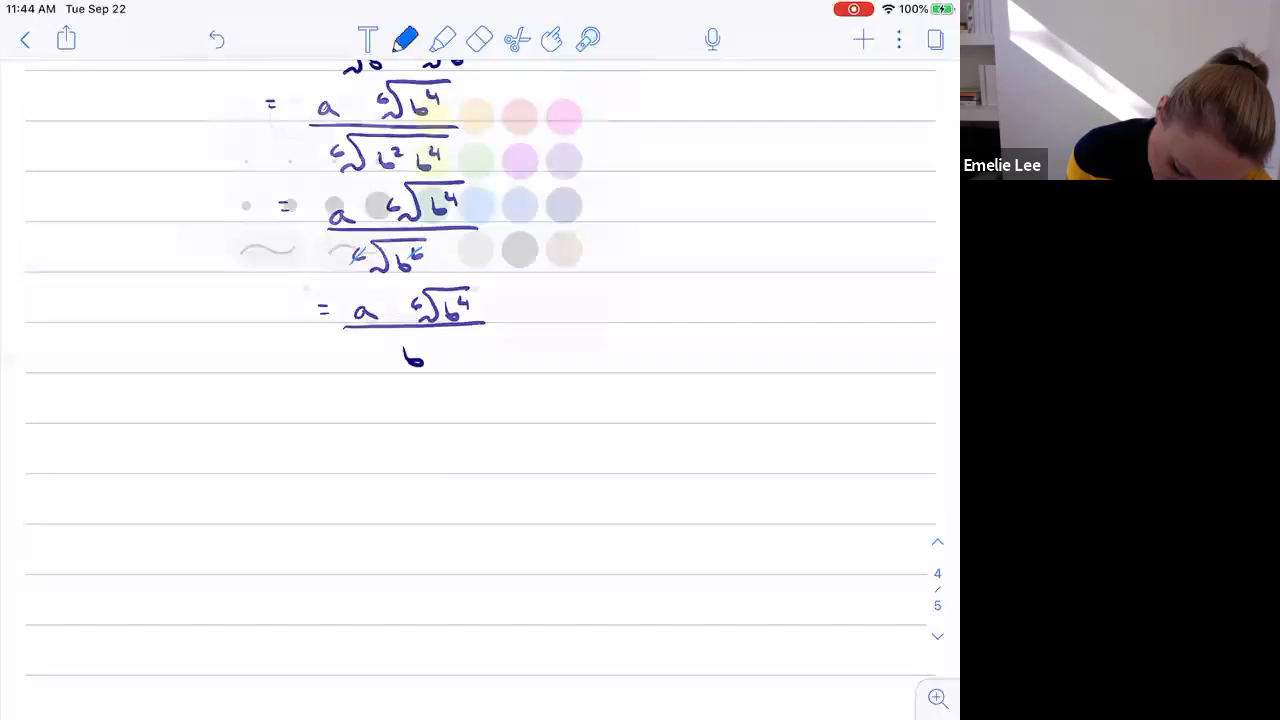 11:44 AM Tue Sep 22
100%
Emelie Lee
= a ⁶√b⁴
⁶√b² b⁴
= a ⁶√b⁴
⁶√b⁶
= a ⁶√b⁴
b
4
/
5